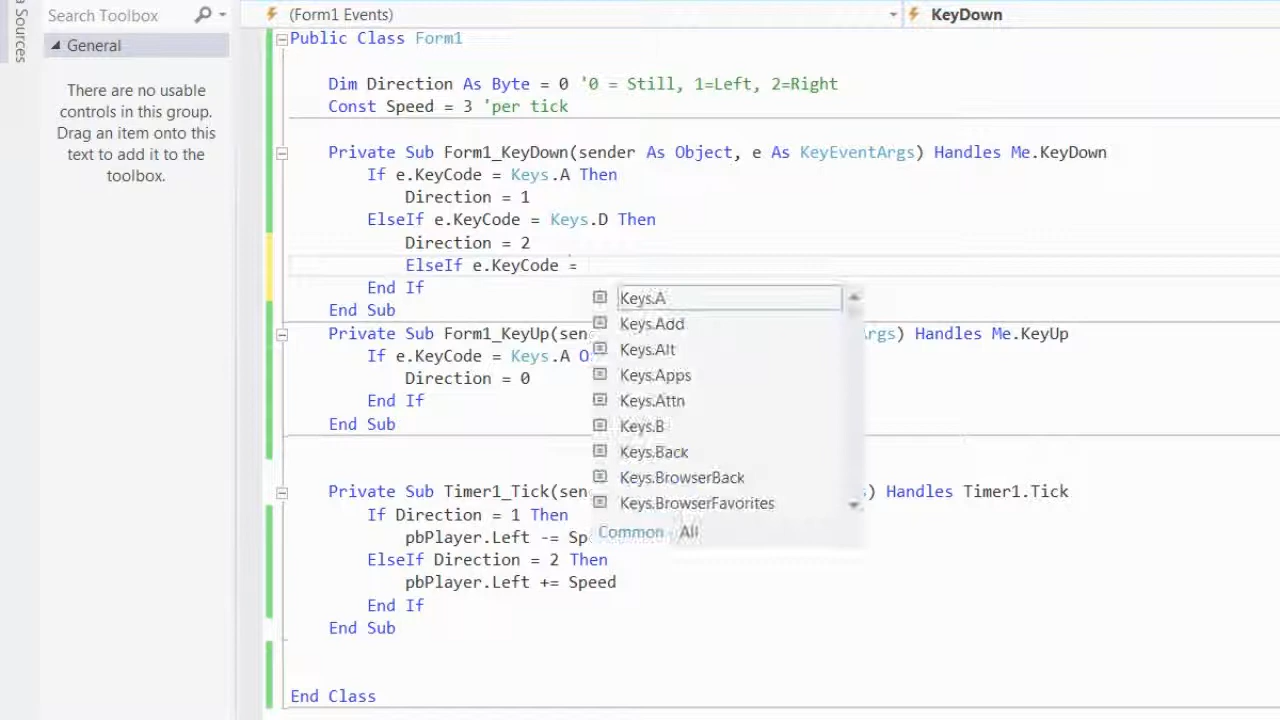 a Sources
Search Toolbox
General
There are no usable
controls in this group.
Drag an item onto this
text to add it to the
toolbox.
(Form1 Events)
KeyDown
Public Class Form1
Dim Direction As Byte = 0 '0 = Still, 1=Left, 2=Right
Const Speed = 3 'per tick
Private Sub Form1_KeyDown(sender As Object, e As KeyEventArgs) Handles Me.KeyDown
If e.KeyCode = Keys.A Then
Direction = 1
ElseIf e.KeyCode = Keys.D Then
Direction = 2
ElseIf e.KeyCode =
End If
End Sub
Private Sub Form1_KeyUp(sen rgs) Handles Me.KeyUp
If e.KeyCode = Keys.A O
Direction = 0
End If
End Sub
Private Sub Timer1_Tick(sen ) Handles Timer1.Tick
If Direction = 1 Then
pbPlayer.Left -= Sp
ElseIf Direction = 2 Then
pbPlayer.Left += Speed
End If
End Sub
End Class
Keys.A
Keys.Add
Keys.Alt
Keys.Apps
Keys.Attn
Keys.B
Keys.Back
Keys.BrowserBack
Keys.BrowserFavorites
Common All